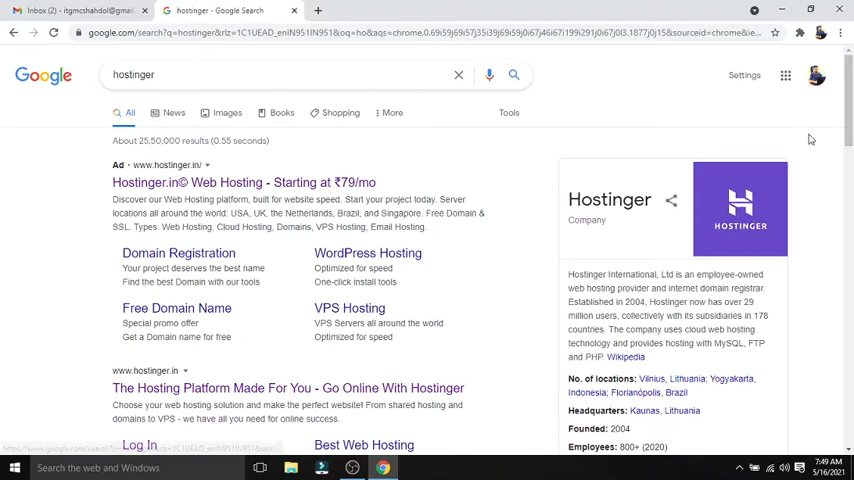 Inbox (2) - itgmcshahdol@gmail.
hostinger - Google Search
google.com/search?q=hostinger&rlz=1C1UEAD_enIN951IN951&oq=ho&aqs=chrome.0.69i59j69i57j35i39j69i59j0i67j46i67i199i291j0i67j0l3.1877j0j15&sourceid=chrome&ie...
Google
hostinger
Settings
All
News
Images
Books
Shopping
More
Tools
About 25,50,000 results (0.55 seconds)
Ad · www.hostinger.in/
Hostinger.in© Web Hosting - Starting at ₹79/mo
Discover our Web Hosting platform, built for website speed. Start your project today. Server
locations all around the world: USA, UK, the Netherlands, Brazil, and Singapore. Free Domain &
SSL. Types: Web Hosting, Cloud Hosting, Domains, VPS Hosting, Email Hosting.
Domain Registration
Your project deserves the best name
Find the best Domain with our tools
WordPress Hosting
Optimized for speed
One-click install tools
Free Domain Name
Special promo offer
Get a Domain name for free
VPS Hosting
VPS Servers all around the world
Optimized for speed
www.hostinger.in
The Hosting Platform Made For You - Go Online With Hostinger
Choose your web hosting solution and make the perfect website! From shared hosting and
domains to VPS - we have all you need for online success.
Log In
Best Web Hosting
Hostinger
Company
HOSTINGER
Hostinger International, Ltd is an employee-owned
web hosting provider and internet domain registrar.
Established in 2004, Hostinger now has over 29
million users, collectively with its subsidiaries in 178
countries. The company uses cloud web hosting
technology and provides hosting with MySQL, FTP
and PHP. Wikipedia
No. of locations: Vilnius, Lithuania; Yogyakarta,
Indonesia; Florianópolis, Brazil
Headquarters: Kaunas, Lithuania
Founded: 2004
Employees: 800+ (2020)
Search the web and Windows
7:49 AM
5/16/2021